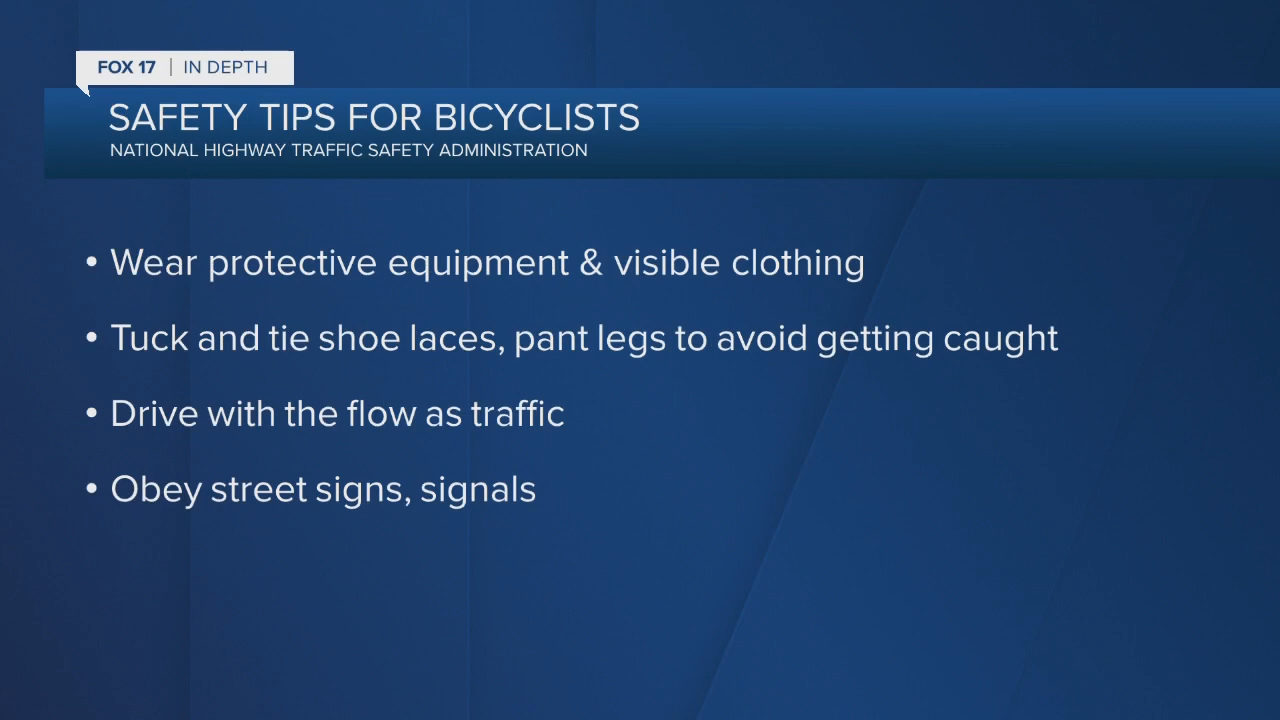 FOX 17 | IN DEPTH
SAFETY TIPS FOR BICYCLISTS
NATIONAL HIGHWAY TRAFFIC SAFETY ADMINISTRATION
• Wear protective equipment & visible clothing
• Tuck and tie shoe laces, pant legs to avoid getting caught
• Drive with the flow as traffic
• Obey street signs, signals